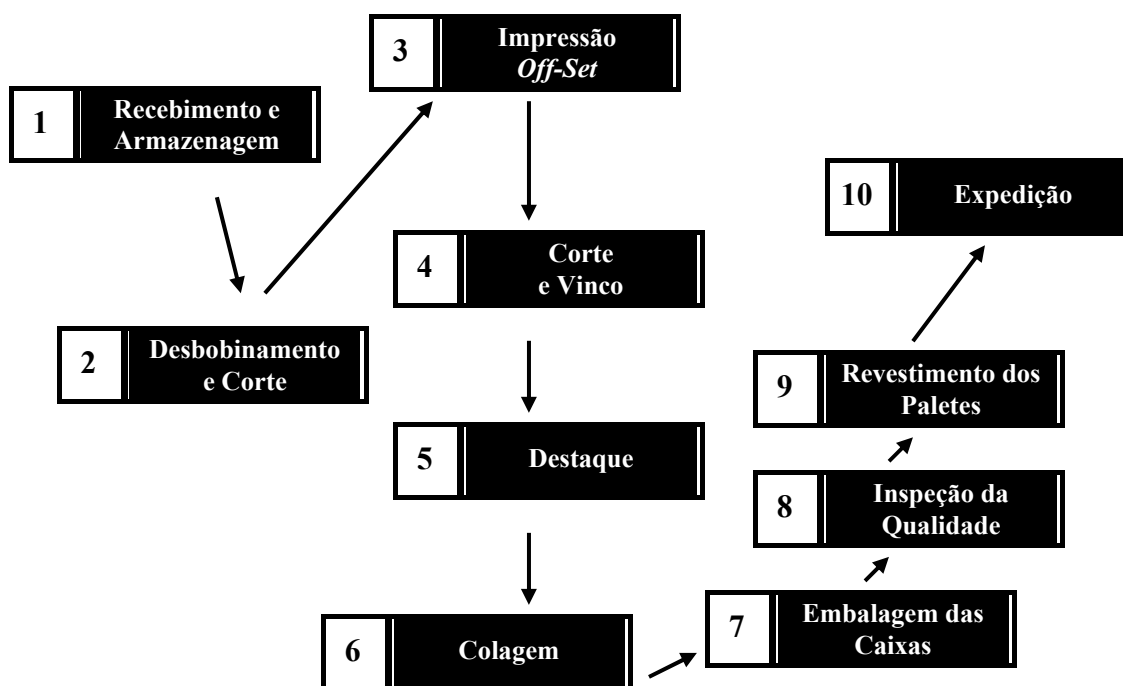 1
Recebimento e
Armazenagem
2
Desbobinamento
e Corte
3
Impressão
Off-Set
4
Corte
e Vinco
5
Destaque
6
Colagem
7
Embalagem das
Caixas
8
Inspeção da
Qualidade
9
Revestimento dos
Paletes
10
Expedição